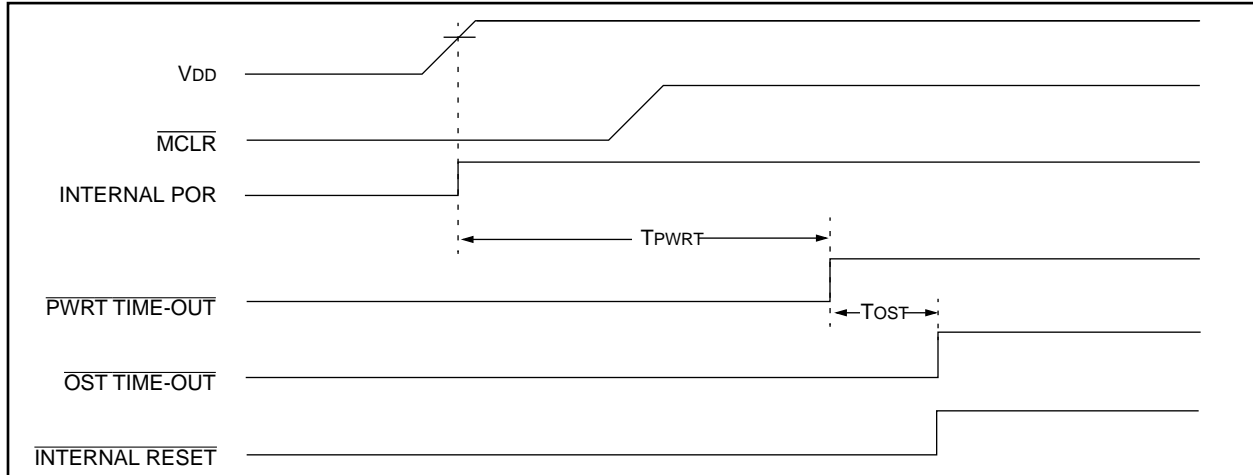 VDD
MCLR
INTERNAL POR
TPWRT
PWRT TIME-OUT
TOST
OST TIME-OUT
INTERNAL RESET